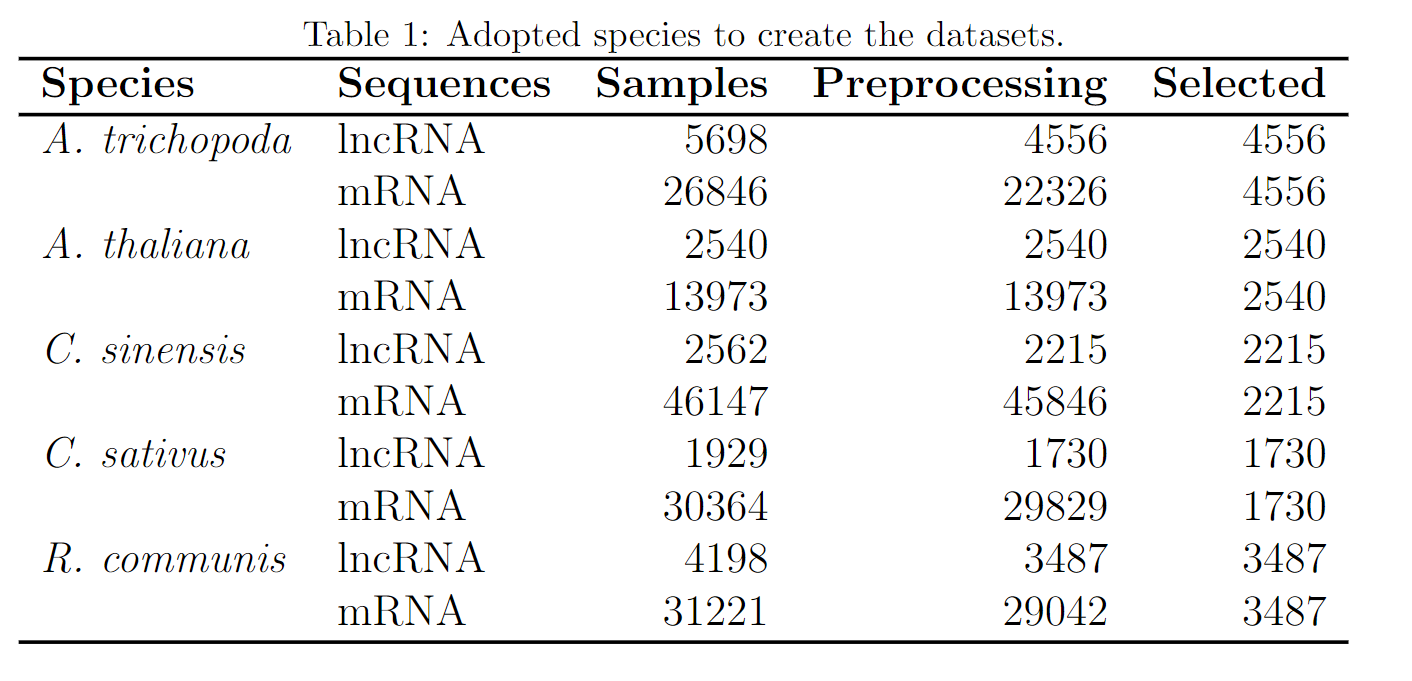 Table 1: Adopted species to create the datasets.
Species Sequences Samples Preprocessing Selected
A. trichopoda lncRNA 5698 4556 4556
mRNA 26846 22326 4556
A. thaliana lncRNA 2540 2540 2540
mRNA 13973 13973 2540
C. sinensis lncRNA 2562 2215 2215
mRNA 46147 45846 2215
C. sativus lncRNA 1929 1730 1730
mRNA 30364 29829 1730
R. communis lncRNA 4198 3487 3487
mRNA 31221 29042 3487